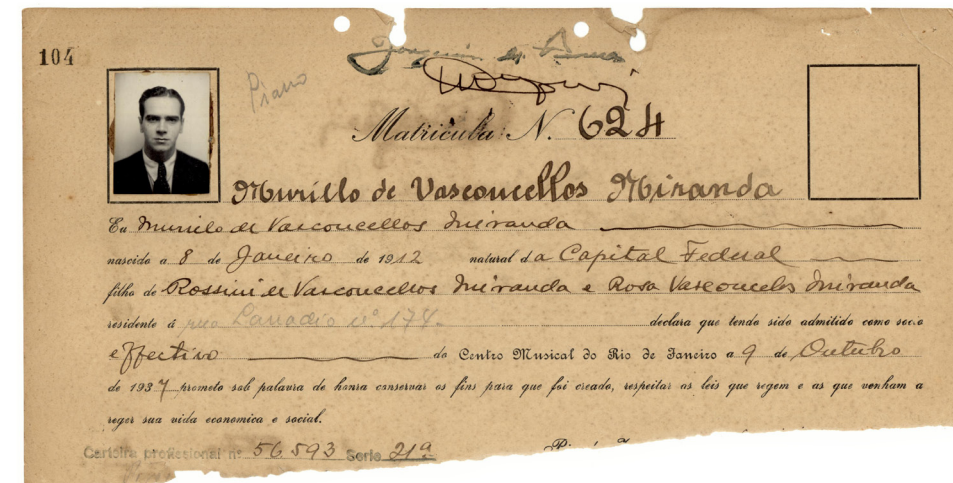 104
Piano
Matricula N. 624
Murillo de Vasconcellos Miranda
Eu Murilo de Vasconcellos Miranda
nascido a 8 de Janeiro de 1912 natural da Capital Federal
filho de Rossini de Vasconcellos Miranda e Rosa Vasconcelos Miranda
residente á rua nº 174. declara que tendo sido admitido como socio
effectivo do Centro Musical do Rio de Janeiro a 9 de Outubro
de 1937 prometo sob palavra de honra conservar os fins para que foi creado, respeitar as leis que regem e as que venham a
reger sua vida economica e social.
Carteira profissional nº 56.593 Serie 21ª